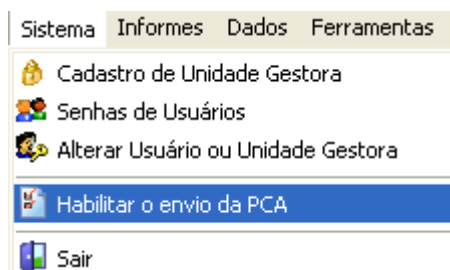 Sistema Informes Dados Ferramentas
Cadastro de Unidade Gestora
Senhas de Usuários
Alterar Usuário ou Unidade Gestora
Habilitar o envio da PCA
Sair